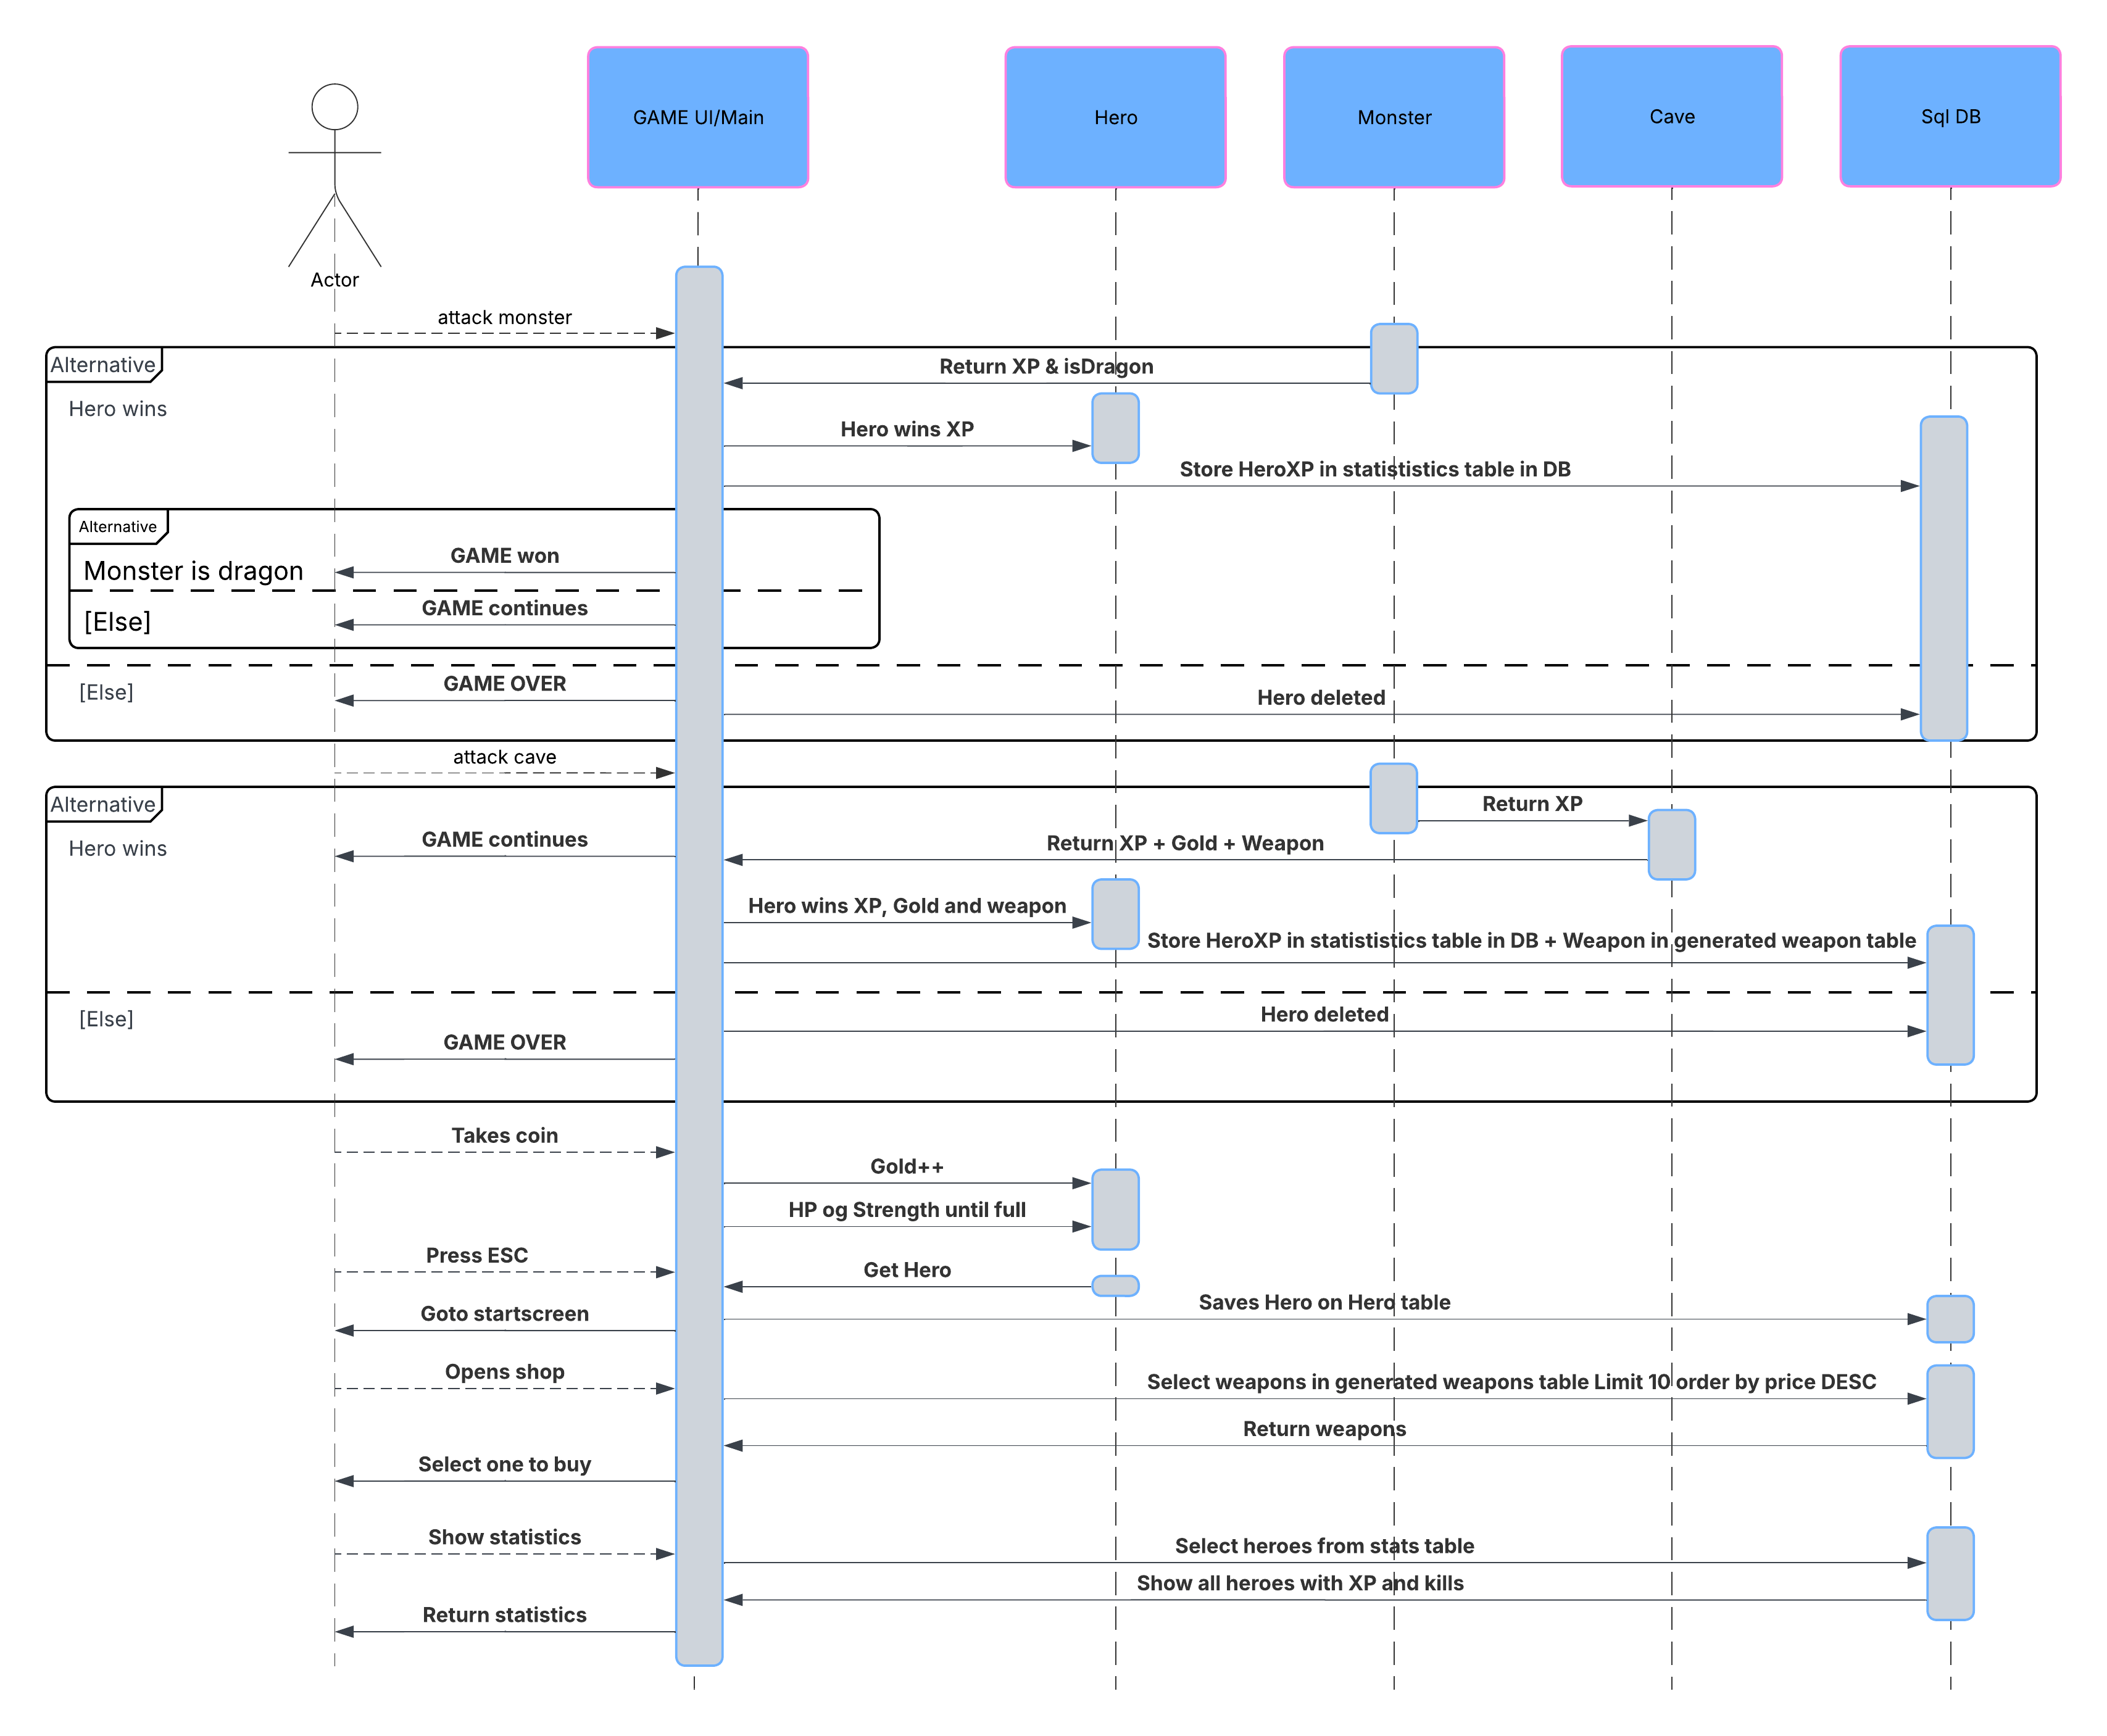 GAME UI/Main
Hero
Monster
Cave
Sql DB
Actor
attack monster
Alternative
Return XP & isDragon
Hero wins
Hero wins XP
Store HeroXP in statististics table in DB
Alternative
GAME won
Monster is dragon
GAME continues
[Else]
GAME OVER
[Else]
Hero deleted
attack cave
Alternative
Return XP
GAME continues
Return XP + Gold + Weapon
Hero wins
Hero wins XP, Gold and weapon
Store HeroXP in statististics table in DB + Weapon in generated weapon table
[Else]
Hero deleted
GAME OVER
Takes coin
Gold++
HP og Strength until full
Press ESC
Get Hero
Saves Hero on Hero table
Goto startscreen
Opens shop
Select weapons in generated weapons table Limit 10 order by price DESC
Return weapons
Select one to buy
Show statistics
Select heroes from stats table
Show all heroes with XP and kills
Return statistics